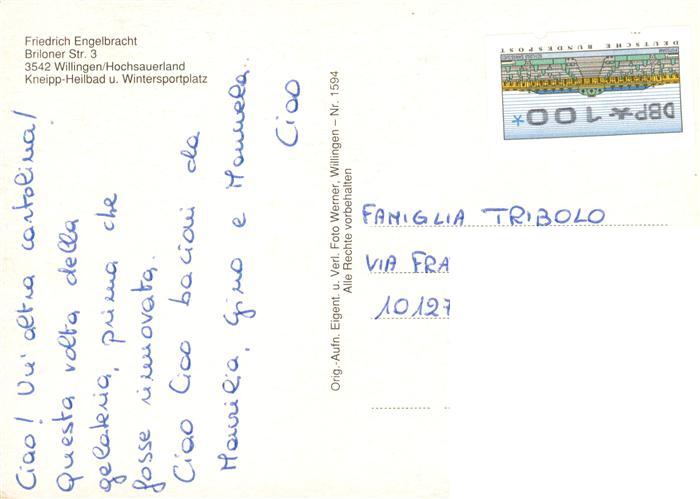 Friedrich Engelbracht
Briloner Str. 3
3542 Willingen/Hochsauerland
Kneipp-Heilbad u. Wintersportplatz
Ciao! Un'altra cartolina!
Questa volta della
gelateria, prima che
fosse rinnovata.
Ciao Ciao bacioni da
Maurilia, Gino e Manuela.
Ciao
Orig.-Aufn. Eigent. u. Verl. Foto Werner, Willingen – Nr. 1594
Alle Rechte vorbehalten
DEUTSCHE BUNDESPOST
DBP*100*
FAMIGLIA TRIBOLO
VIA FRA
10127